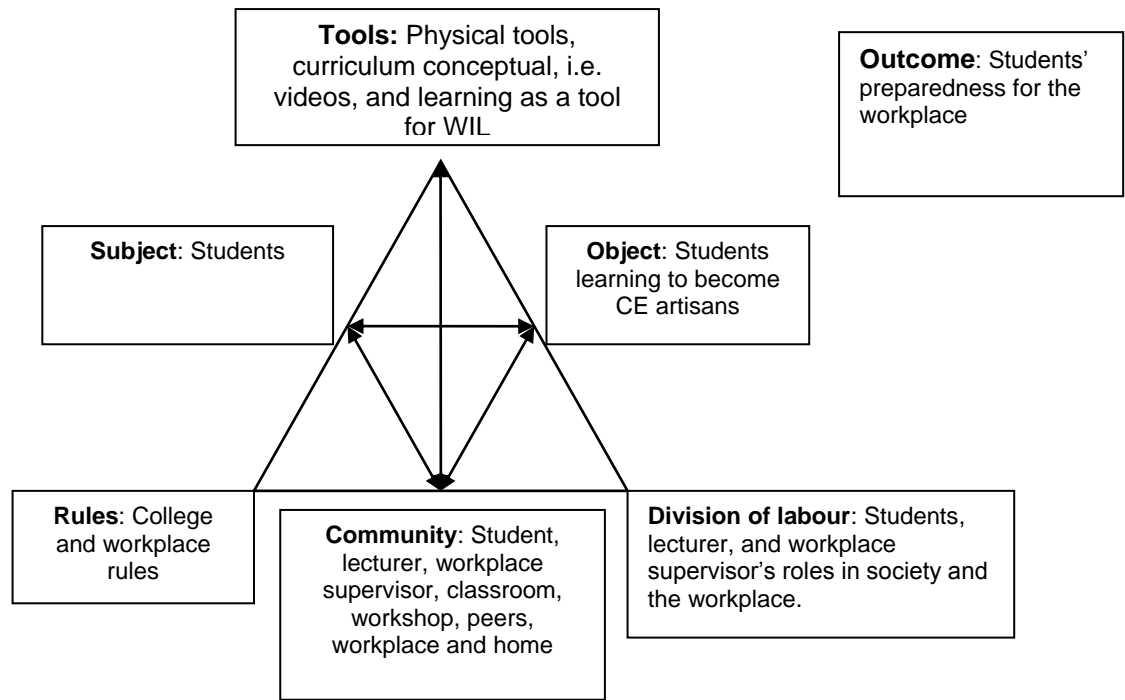 Tools: Physical tools,
curriculum conceptual, i.e.
videos, and learning as a tool
for WIL
Outcome: Students'
preparedness for the
workplace
Subject: Students
Object: Students
learning to become
CE artisans
Rules: College
and workplace
rules
Community: Student,
lecturer, workplace
supervisor, classroom,
workshop, peers,
workplace and home
Division of labour: Students,
lecturer, and workplace
supervisor's roles in society and
the workplace.